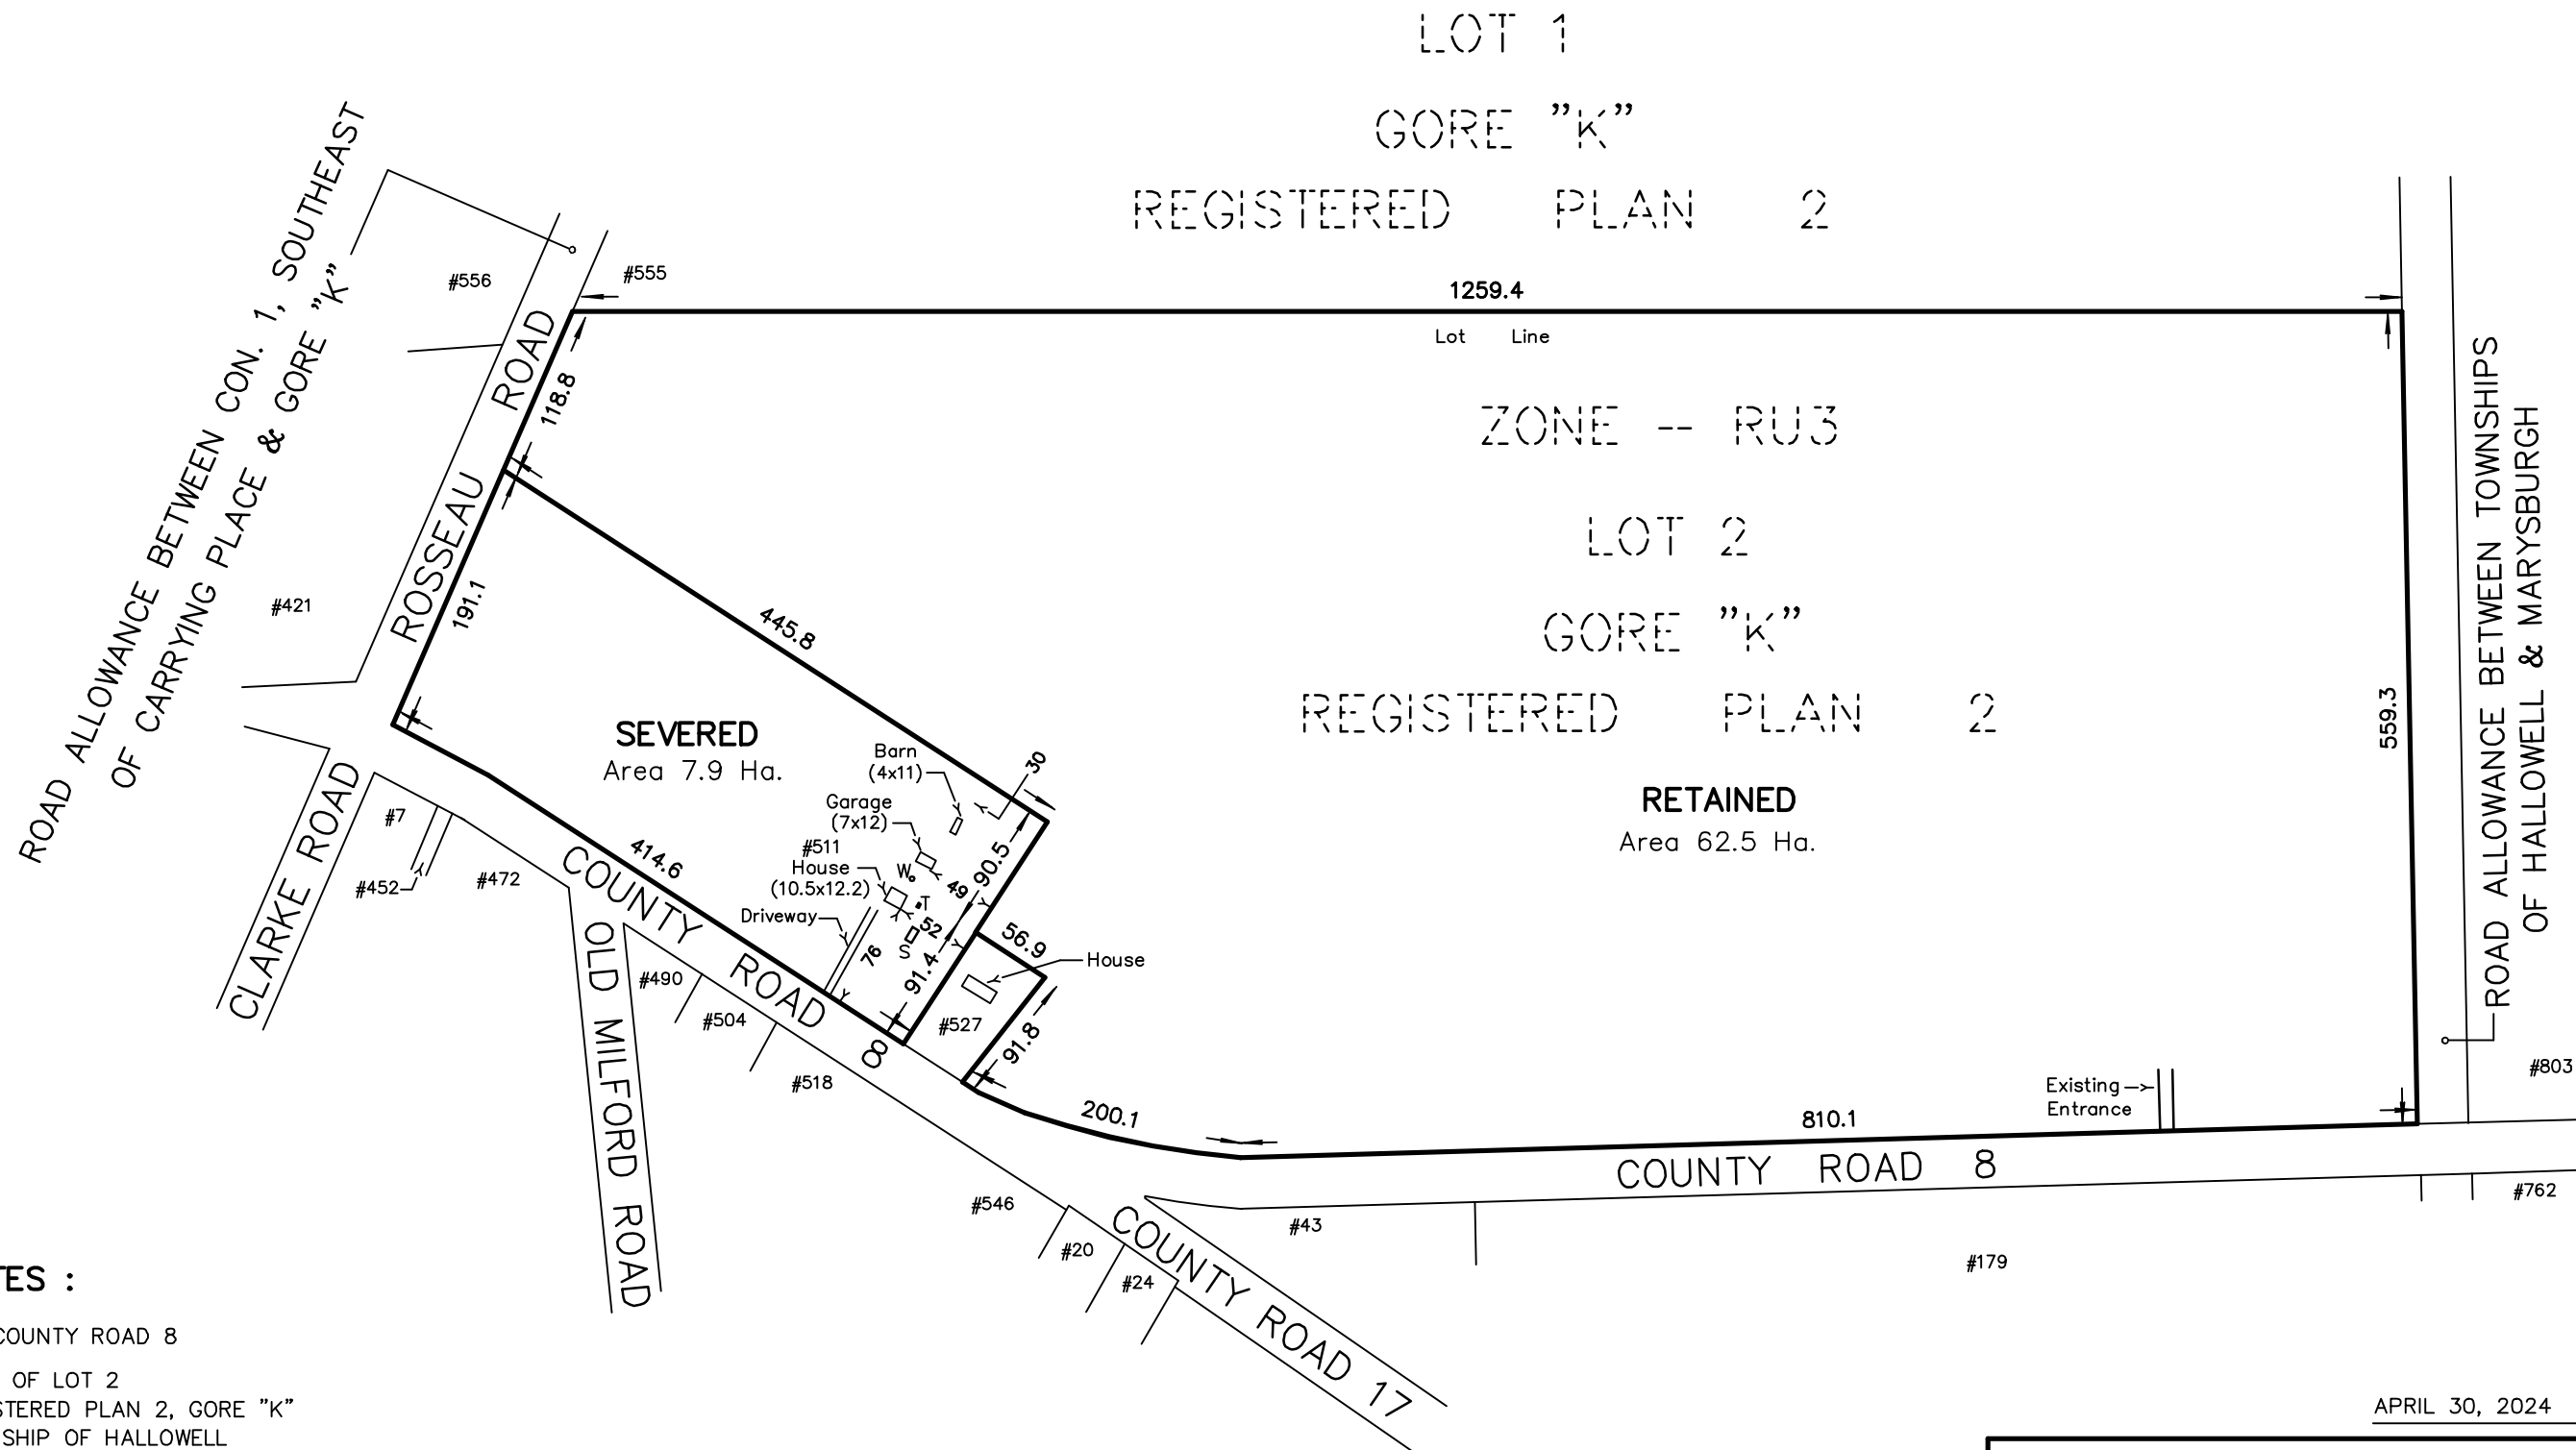 LOT 1
GORE "K"
REGISTERED PLAN 2
ROAD ALLOWANCE BETWEEN CON. 1, SOUTHEAST
OF CARRYING PLACE & GORE "K"
#556
#555
1259.4
Lot Line
ROSSEAU ROAD
118.8
191.1
#421
ZONE -- RU3
LOT 2
GORE "K"
REGISTERED PLAN 2
RETAINED
Area 62.5 Ha.
559.3
ROAD ALLOWANCE BETWEEN TOWNSHIPS
OF HALLOWELL & MARYSBURGH
445.8
SEVERED
Area 7.9 Ha.
Barn
(4x11)
30
Garage
(7x12)
#511
House
(10.5x12.2)
Driveway
W
T
S
49
52
76
90.5
91.4
56.9
House
#527
91.8
414.6
COUNTY ROAD 8
CLARKE ROAD
#7
#452
#472
OLD MILFORD ROAD
#490
#504
#518
200.1
810.1
Existing
Entrance
COUNTY ROAD 8
#803
#762
#546
#20
#24
#43
#179
COUNTY ROAD 17
TES :
COUNTY ROAD 8
OF LOT 2
STERED PLAN 2, GORE "K"
SHIP OF HALLOWELL
APRIL 30, 2024